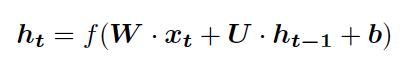 h_t = f(W · x_t + U · h_{t−1} + b)